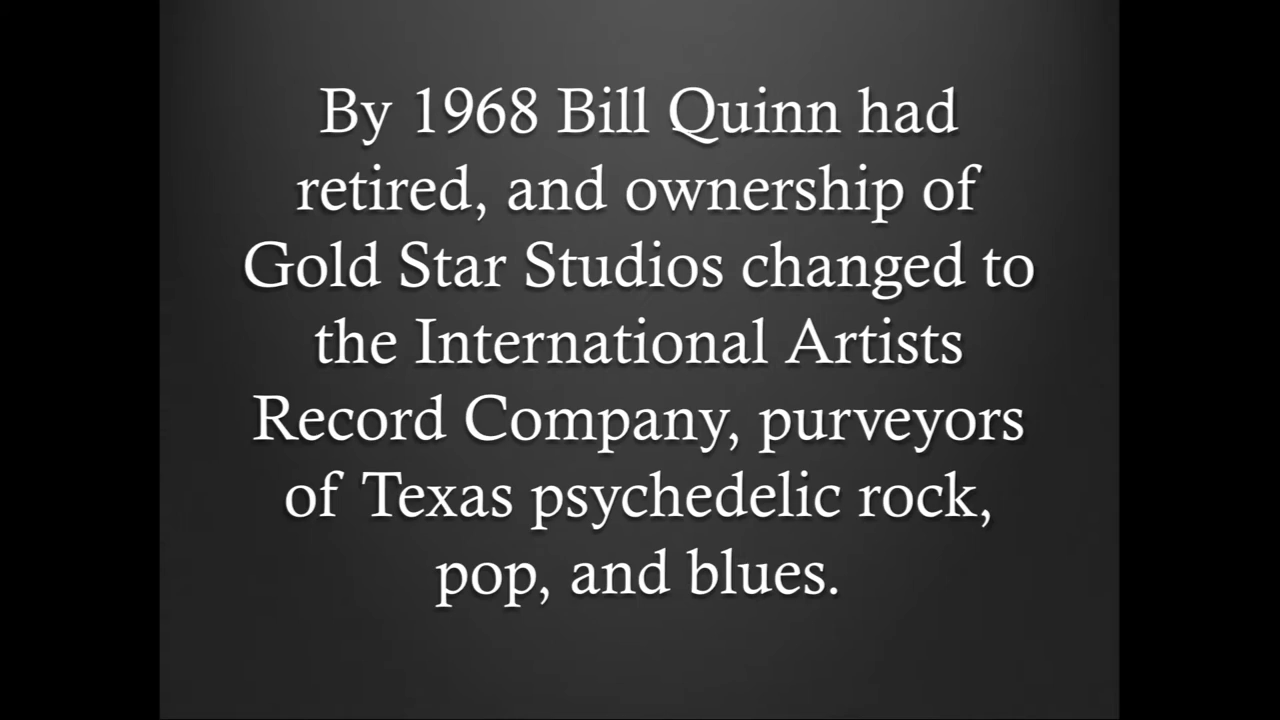 By 1968 Bill Quinn had
retired, and ownership of
Gold Star Studios changed to
the International Artists
Record Company, purveyors
of Texas psychedelic rock,
pop, and blues.